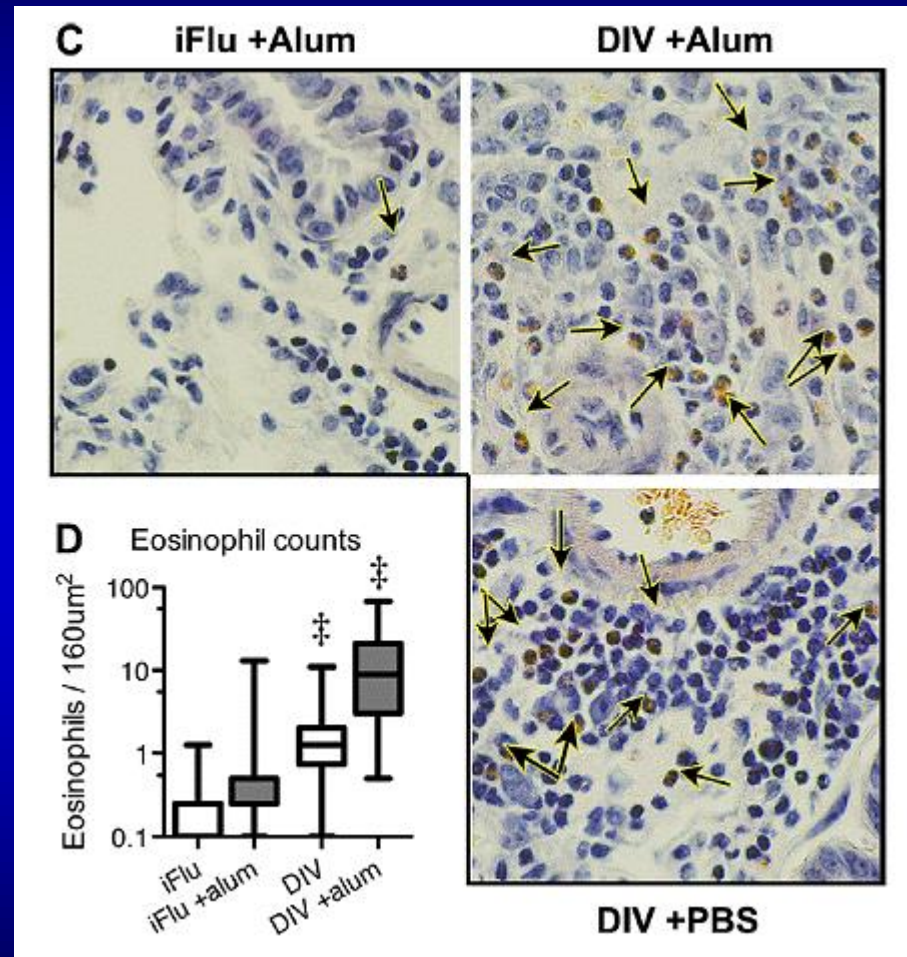 C iFlu +Alum DIV +Alum
D Eosinophil counts
Eosinophils / 160um²
100
10
1
0.1
‡ ‡
iFlu
iFlu +alum
DIV
DIV +alum
DIV +PBS